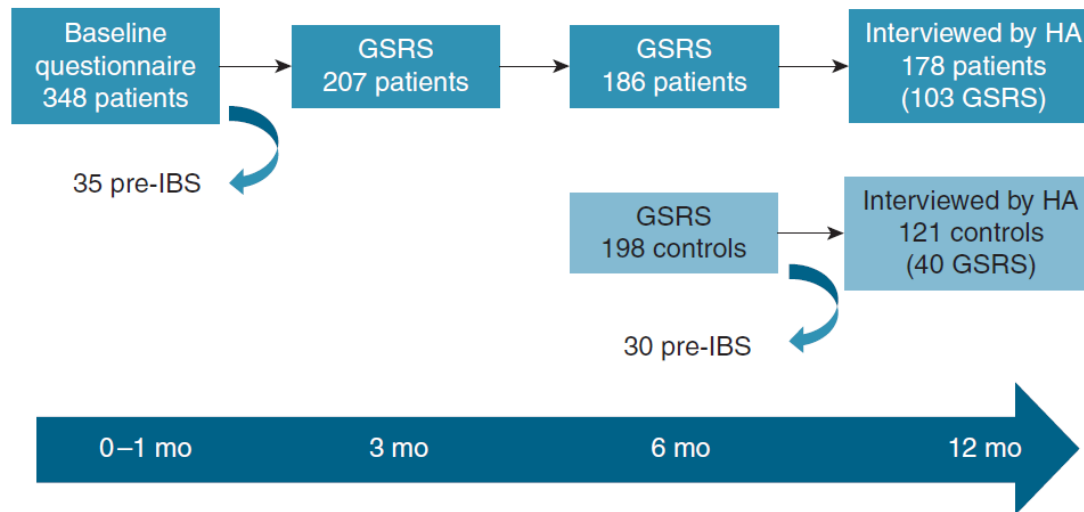 Baseline
questionnaire
348 patients
GSRS
207 patients
GSRS
186 patients
Interviewed by HA
178 patients
(103 GSRS)
35 pre-IBS
GSRS
198 controls
Interviewed by HA
121 controls
(40 GSRS)
30 pre-IBS
0–1 mo
3 mo
6 mo
12 mo